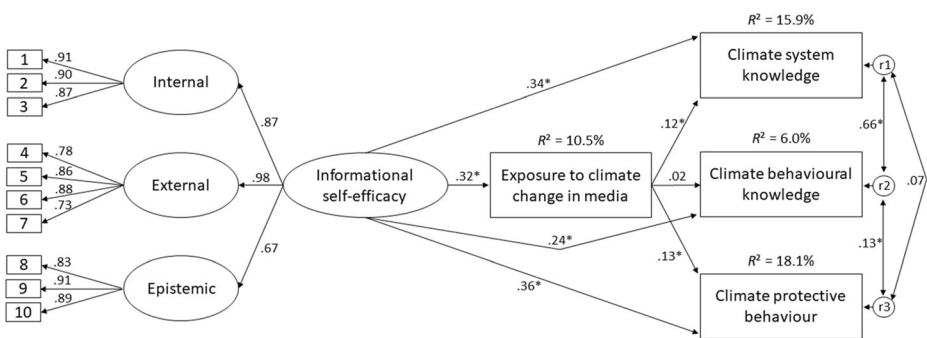 R² = 15.9%
Climate system
knowledge
r1
1
2
3
.91
.90
.87
Internal
.87
.34*
.12*
.66*
R² = 10.5%
R² = 6.0%
4
5
6
7
.78
.86
.88
.73
External
.98
Informational
self-efficacy
.32*
Exposure to climate
change in media
.02
Climate behavioural
knowledge
r2
.07
.67
.24*
.13*
.13*
R² = 18.1%
8
9
10
.83
.91
.89
Epistemic
.36*
Climate protective
behaviour
r3